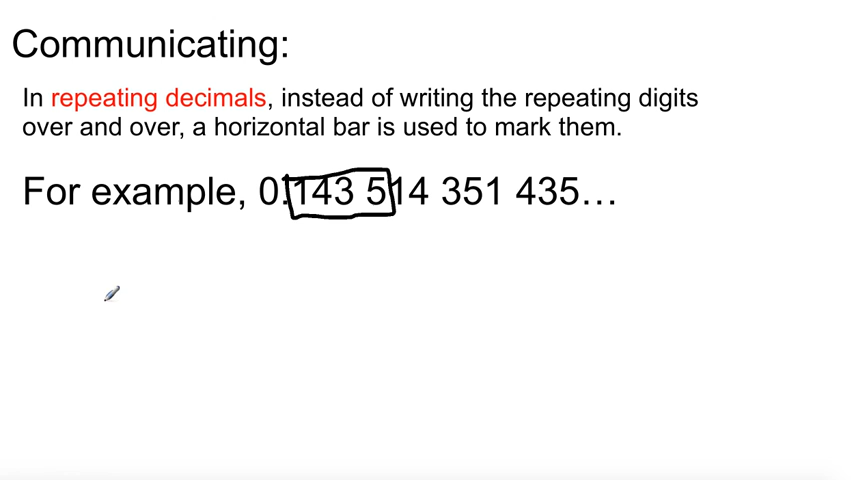 Communicating:
In repeating decimals, instead of writing the repeating digits
over and over, a horizontal bar is used to mark them.
For example, 0.143 514 351 435…